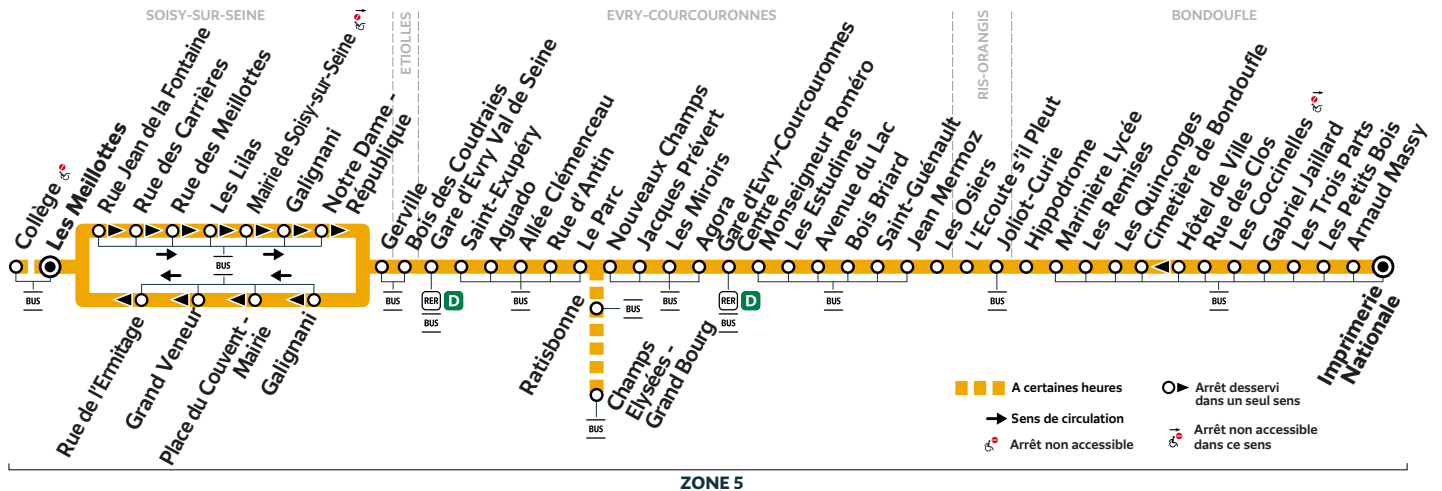 SOISY-SUR-SEINE
ETIOLLES
EVRY-COURCOURONNES
RIS-ORANGIS
BONDOUFLE
Collège
Les Meillottes
Rue Jean de la Fontaine
Rue des Carrières
Rue des Meillottes
Les Lilas
Mairie de Soisy-sur-Seine
Galignani
Notre Dame -
République
Gerville
Bois des Coudraies
Gare d'Evry Val de Seine
Saint-Exupéry
Aguado
Allée Clémenceau
Rue d'Antin
Le Parc
Nouveaux Champs
Jacques Prévert
Les Miroirs
Agora
Gare d'Evry-Courcouronnes
Centre
Monseigneur Roméro
Les Estudines
Avenue du Lac
Bois Briard
Saint-Guénault
Jean Mermoz
Les Osiers
L'Ecoute s'il Pleut
Joliot-Curie
Hippodrome
Marinière Lycée
Les Remises
Les Quinconges
Cimetière de Bondoufle
Hôtel de Ville
Rue des Clos
Les Coccinelles
Gabriel Jaillard
Les Trois Parts
Les Petits Bois
Arnaud Massy
Imprimerie
Nationale
BUS
BUS
BUS
RER D
BUS
BUS
BUS
BUS
RER D
BUS
BUS
BUS
BUS
Rue de l'Ermitage
Grand Veneur
Place du Couvent -
Mairie
Galignani
Ratisbonne
Champs
Elysées -
Grand Bourg
BUS
A certaines heures
Sens de circulation
Arrêt non accessible
Arrêt desservi
dans un seul sens
Arrêt non accessible
dans ce sens
ZONE 5